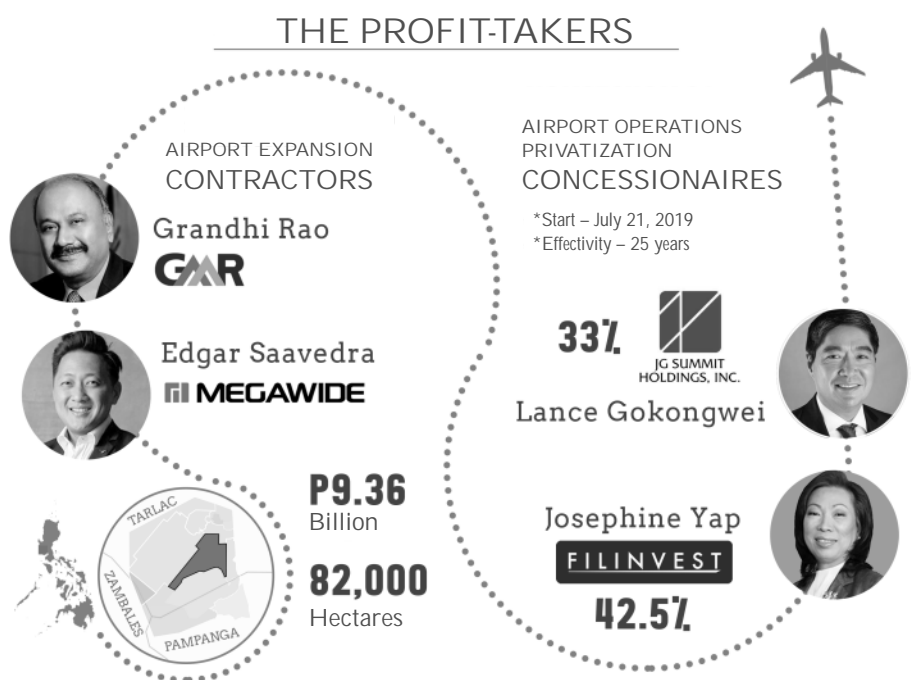 THE PROFIT-TAKERS
AIRPORT EXPANSION
CONTRACTORS
Grandhi Rao
GMR
Edgar Saavedra
MEGAWIDE
TARLAC
ZAMBALES
PAMPANGA
P9.36
Billion
82,000
Hectares
AIRPORT OPERATIONS
PRIVATIZATION
CONCESSIONAIRES
*Start – July 21, 2019
*Effectivity – 25 years
33%
JG SUMMIT
HOLDINGS, INC.
Lance Gokongwei
Josephine Yap
FILINVEST
42.5%